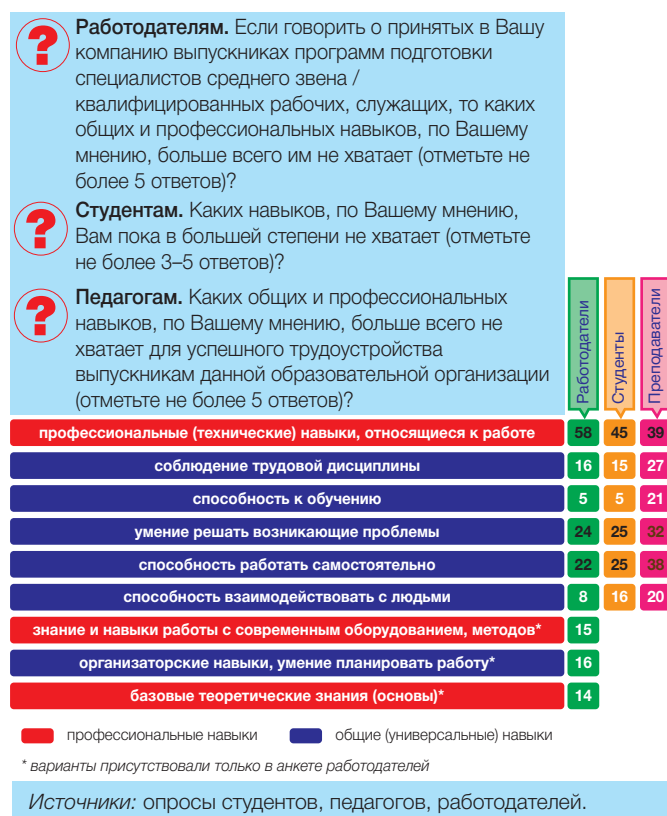 Работодателям. Если говорить о принятых в Вашу
компанию выпускниках программ подготовки
специалистов среднего звена /
квалифицированных рабочих, служащих, то каких
общих и профессиональных навыков, по Вашему
мнению, больше всего им не хватает (отметьте не
более 5 ответов)?
Студентам. Каких навыков, по Вашему мнению,
Вам пока в большей степени не хватает (отметьте
не более 3–5 ответов)?
Педагогам. Каких общих и профессиональных
навыков, по Вашему мнению, больше всего не
хватает для успешного трудоустройства
выпускникам данной образовательной организации
(отметьте не более 5 ответов)?
Работодатели
Студенты
Преподаватели
профессиональные (технические) навыки, относящиеся к работе 58 45 39
соблюдение трудовой дисциплины 16 15 27
способность к обучению 5 5 21
умение решать возникающие проблемы 24 25 32
способность работать самостоятельно 22 25 38
способность взаимодействовать с людьми 8 16 20
знание и навыки работы с современным оборудованием, методов* 15
организаторские навыки, умение планировать работу* 16
базовые теоретические знания (основы)* 14
профессиональные навыки общие (универсальные) навыки
* варианты присутствовали только в анкете работодателей
Источники: опросы студентов, педагогов, работодателей.